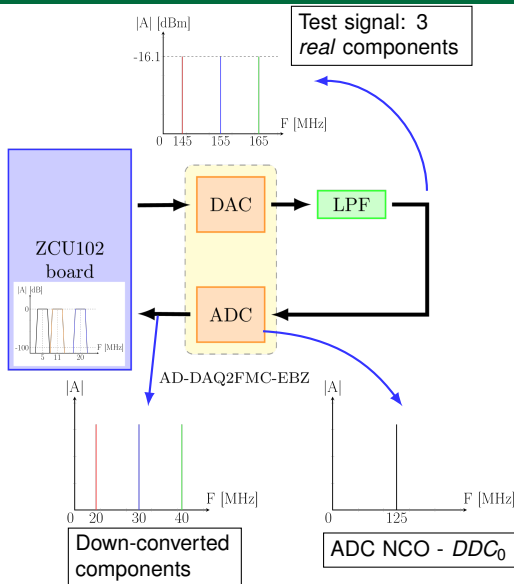 Test signal: 3
real components
|A| [dBm]
-16.1
F [MHz]
0 145 155 165
DAC
LPF
ZCU102
board
ADC
|A| [dB]
0
-100
F [MHz]
5 11 20
AD-DAQ2FMC-EBZ
|A|
F [MHz]
0 20 30 40
Down-converted
components
|A|
F [MHz]
0 125
ADC NCO - DDC0